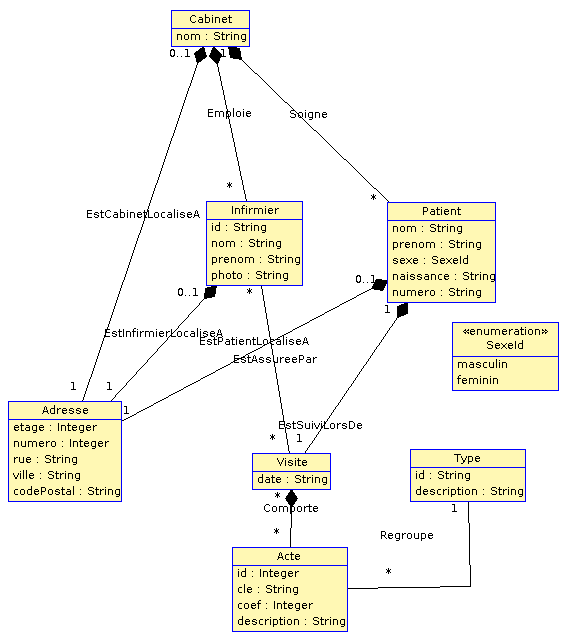 Cabinet
nom : String
0..1
1
Emploie
Soigne
*
*
EstCabinetLocaliseA
Infirmier
id : String
nom : String
prenom : String
photo : String
Patient
nom : String
prenom : String
sexe : SexeId
naissance : String
numero : String
0..1
*
0..1
1
EstInfirmierLocaliseA
EstPatientLocaliseA
EstAssureePar
«enumeration»
SexeId
masculin
feminin
1
1
1
Adresse
etage : Integer
numero : Integer
rue : String
ville : String
codePostal : String
EstSuiviLorsDe
*
1
Visite
date : String
*
Comporte
*
Type
id : String
description : String
1
Regroupe
*
Acte
id : Integer
cle : String
coef : Integer
description : String